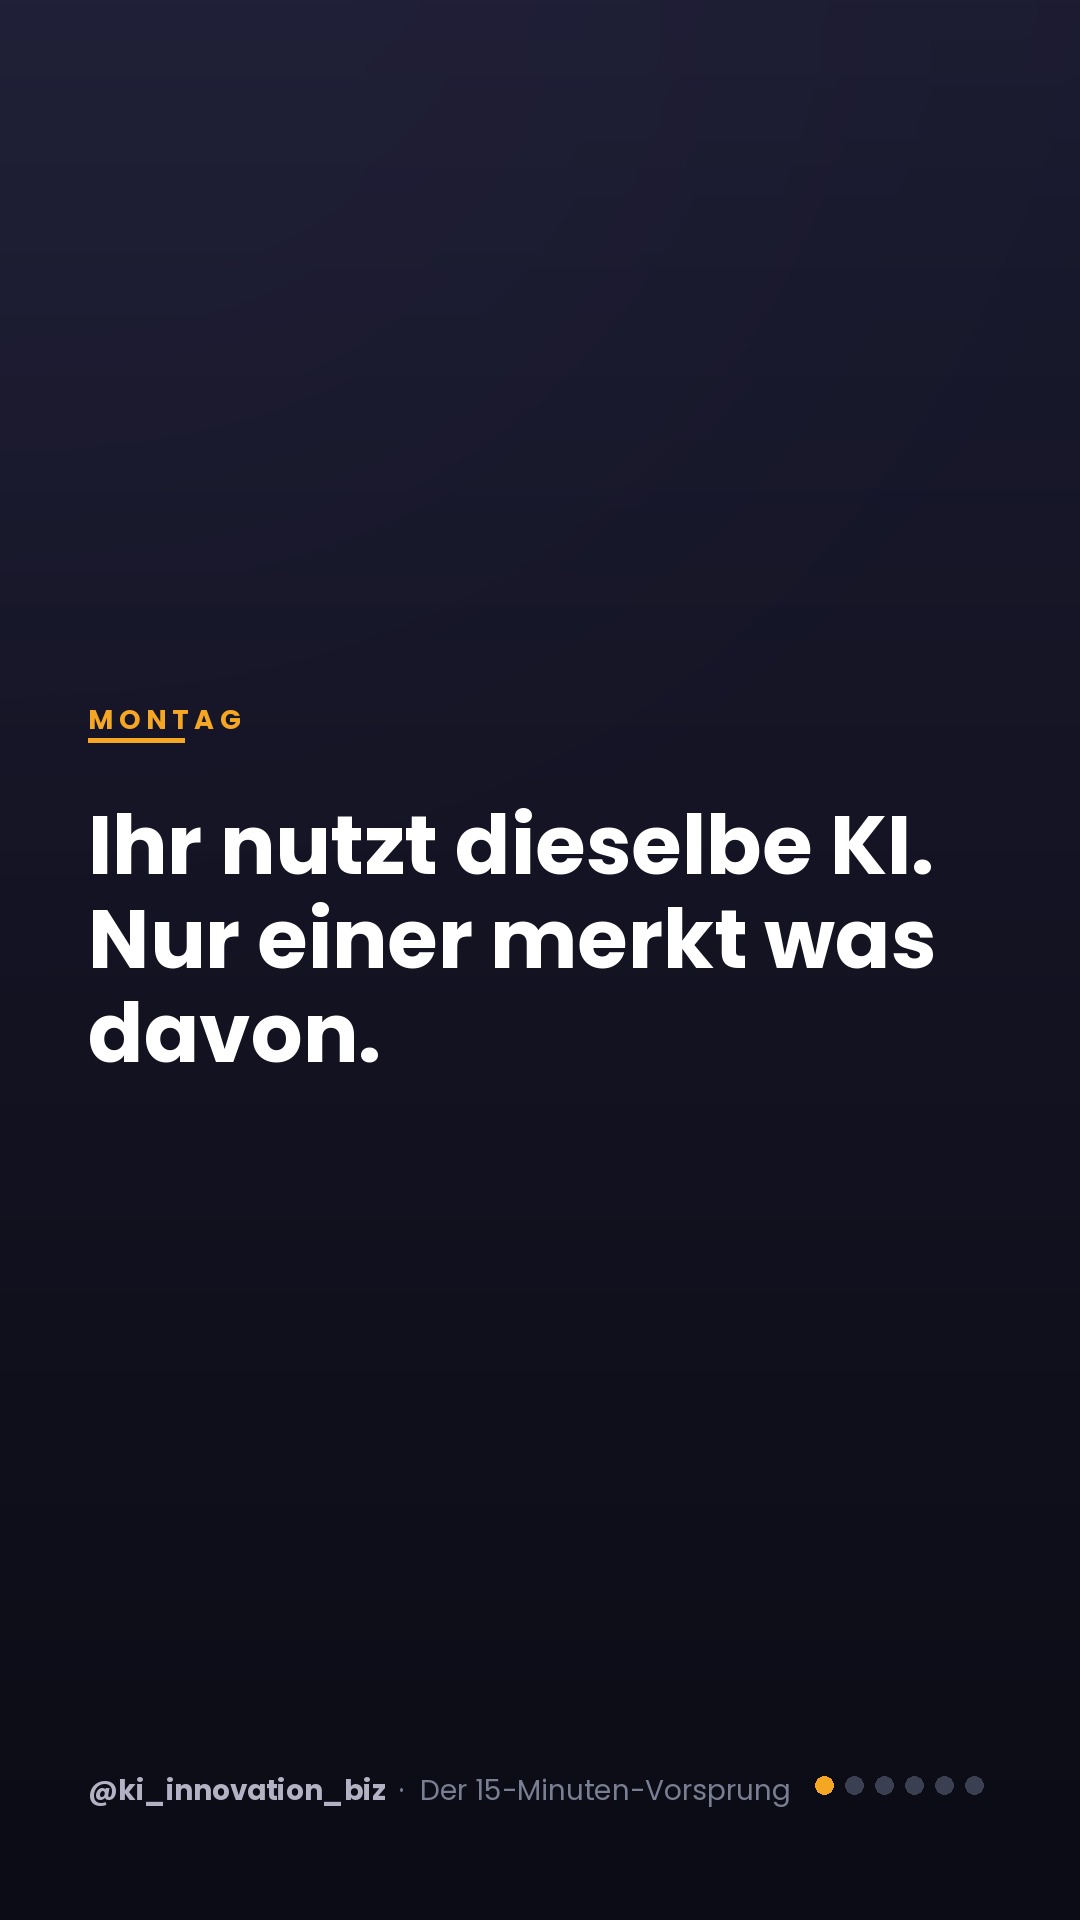 MONTAG
Ihr nutzt dieselbe KI.
Nur einer merkt was
davon.
@ki_innovation_biz · Der 15-Minuten-Vorsprung